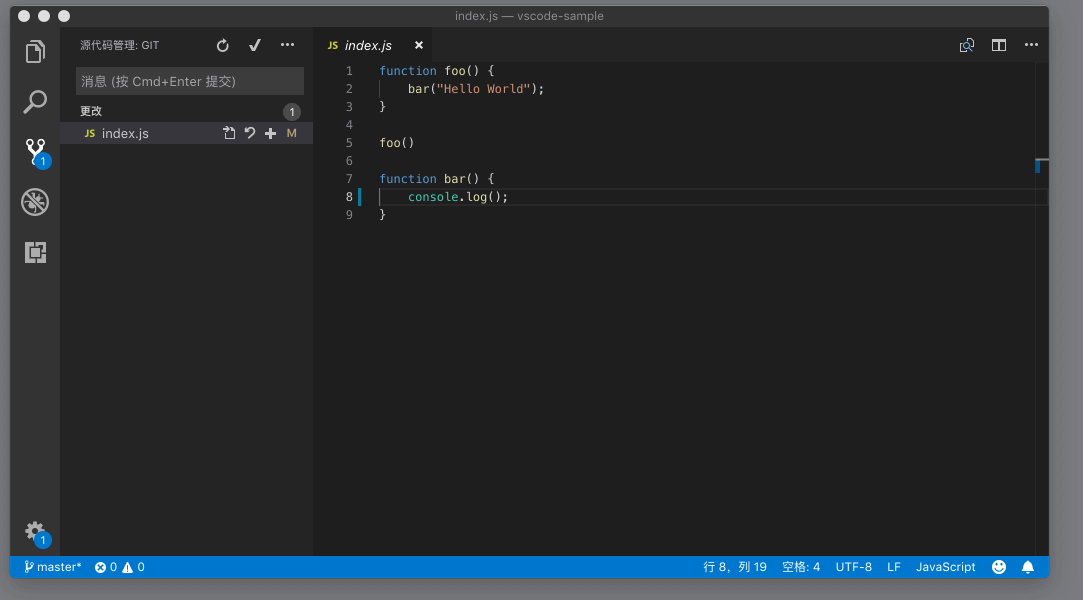 index.js — vscode-sample
源代码管理: GIT
消息 (按 Cmd+Enter 提交)
更改 1
JS index.js M
1
1
JS index.js
1 function foo() {
2     bar("Hello World");
3 }
4
5 foo()
6
7 function bar() {
8     console.log();
9 }
master* 0 0 行 8，列 19 空格: 4 UTF-8 LF JavaScript